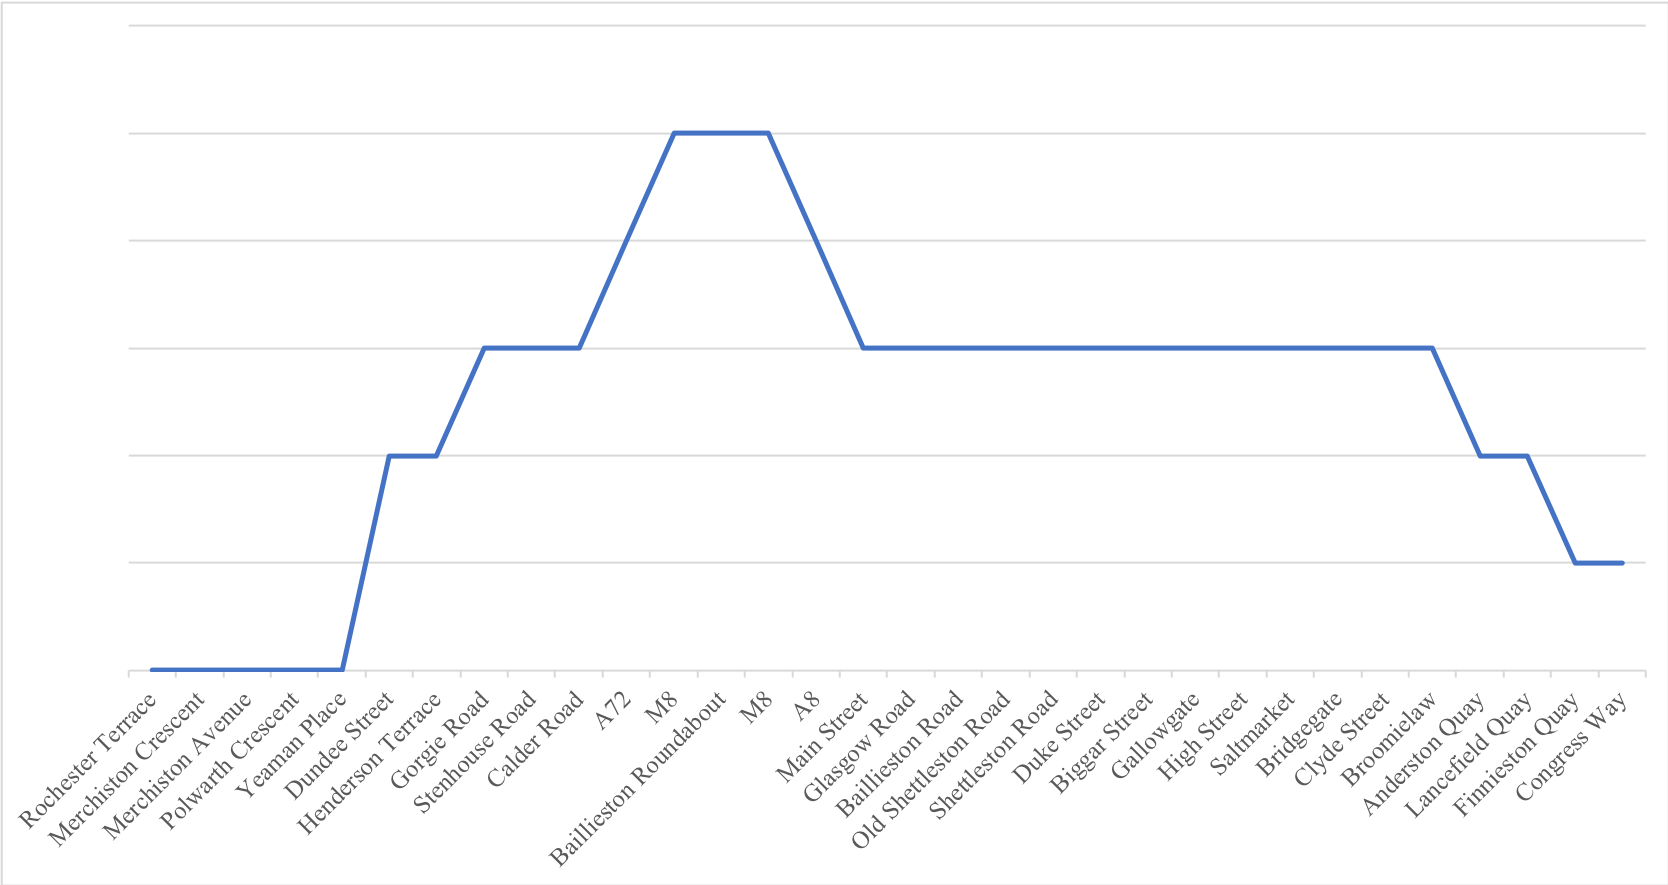 Rochester Terrace
Merchiston Crescent
Merchiston Avenue
Polwarth Crescent
Yeaman Place
Dundee Street
Henderson Terrace
Gorgie Road
Stenhouse Road
Calder Road
A72
M8
Baillieston Roundabout
M8
A8
Main Street
Glasgow Road
Baillieston Road
Old Shettleston Road
Shettleston Road
Duke Street
Biggar Street
Gallowgate
High Street
Saltmarket
Bridgegate
Clyde Street
Broomielaw
Anderston Quay
Lancefield Quay
Finnieston Quay
Congress Way